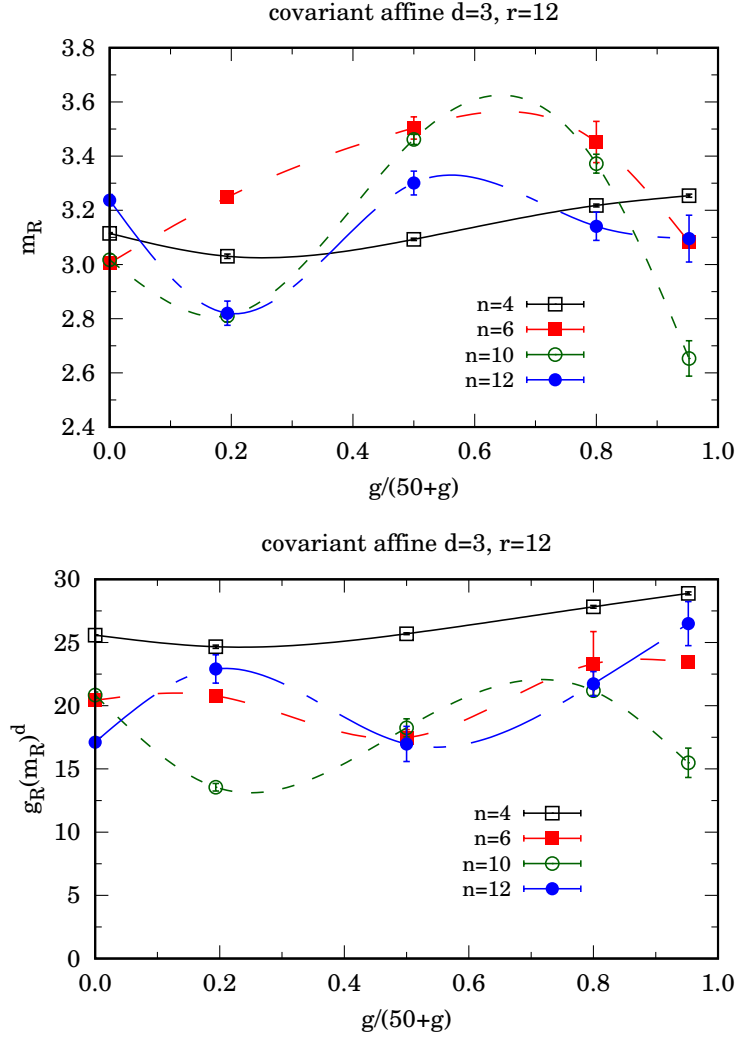 covariant affine d=3, r=12
m_R
3.8
3.6
3.4
3.2
3.0
2.8
2.6
2.4
n=4
n=6
n=10
n=12
0.0 0.2 0.4 0.6 0.8 1.0
g/(50+g)
covariant affine d=3, r=12
g_R(m_R)^d
30
25
20
15
10
5
0
n=4
n=6
n=10
n=12
0.0 0.2 0.4 0.6 0.8 1.0
g/(50+g)